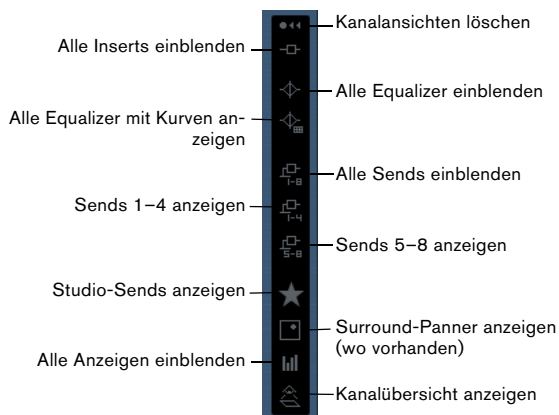 Kanalansichten löschen
Alle Inserts einblenden
Alle Equalizer einblenden
Alle Equalizer mit Kurven an-
zeigen
Alle Sends einblenden
1-8
Sends 1–4 anzeigen
1-4
Sends 5–8 anzeigen
5-8
Studio-Sends anzeigen
Surround-Panner anzeigen
(wo vorhanden)
Alle Anzeigen einblenden
Kanalübersicht anzeigen